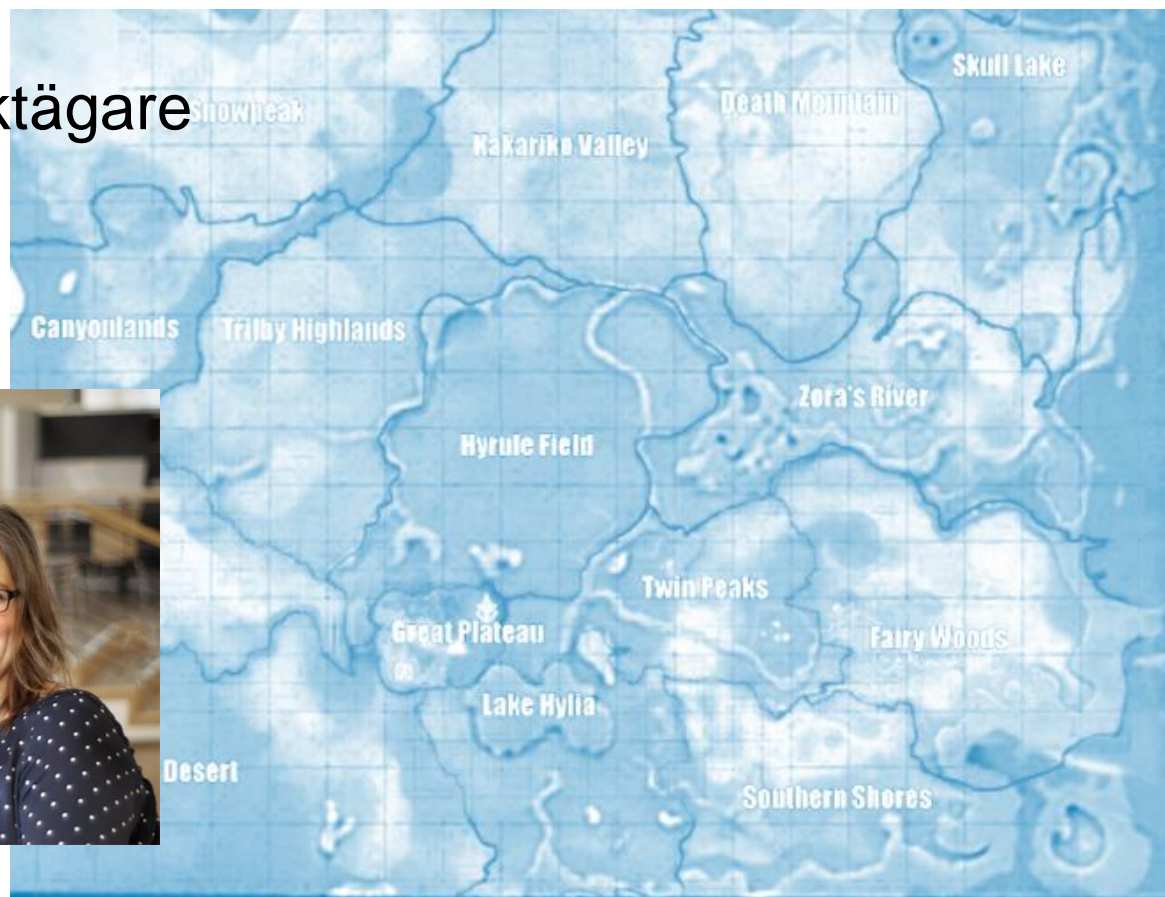 ktägare
Skull Lake
Snowpeak
Death Mountain
Kakariko Valley
Canyonlands
Trilby Highlands
Zora's River
Hyrule Field
Twin Peaks
Great Plateau
Fairy Woods
Lake Hylia
Desert
Southern Shores